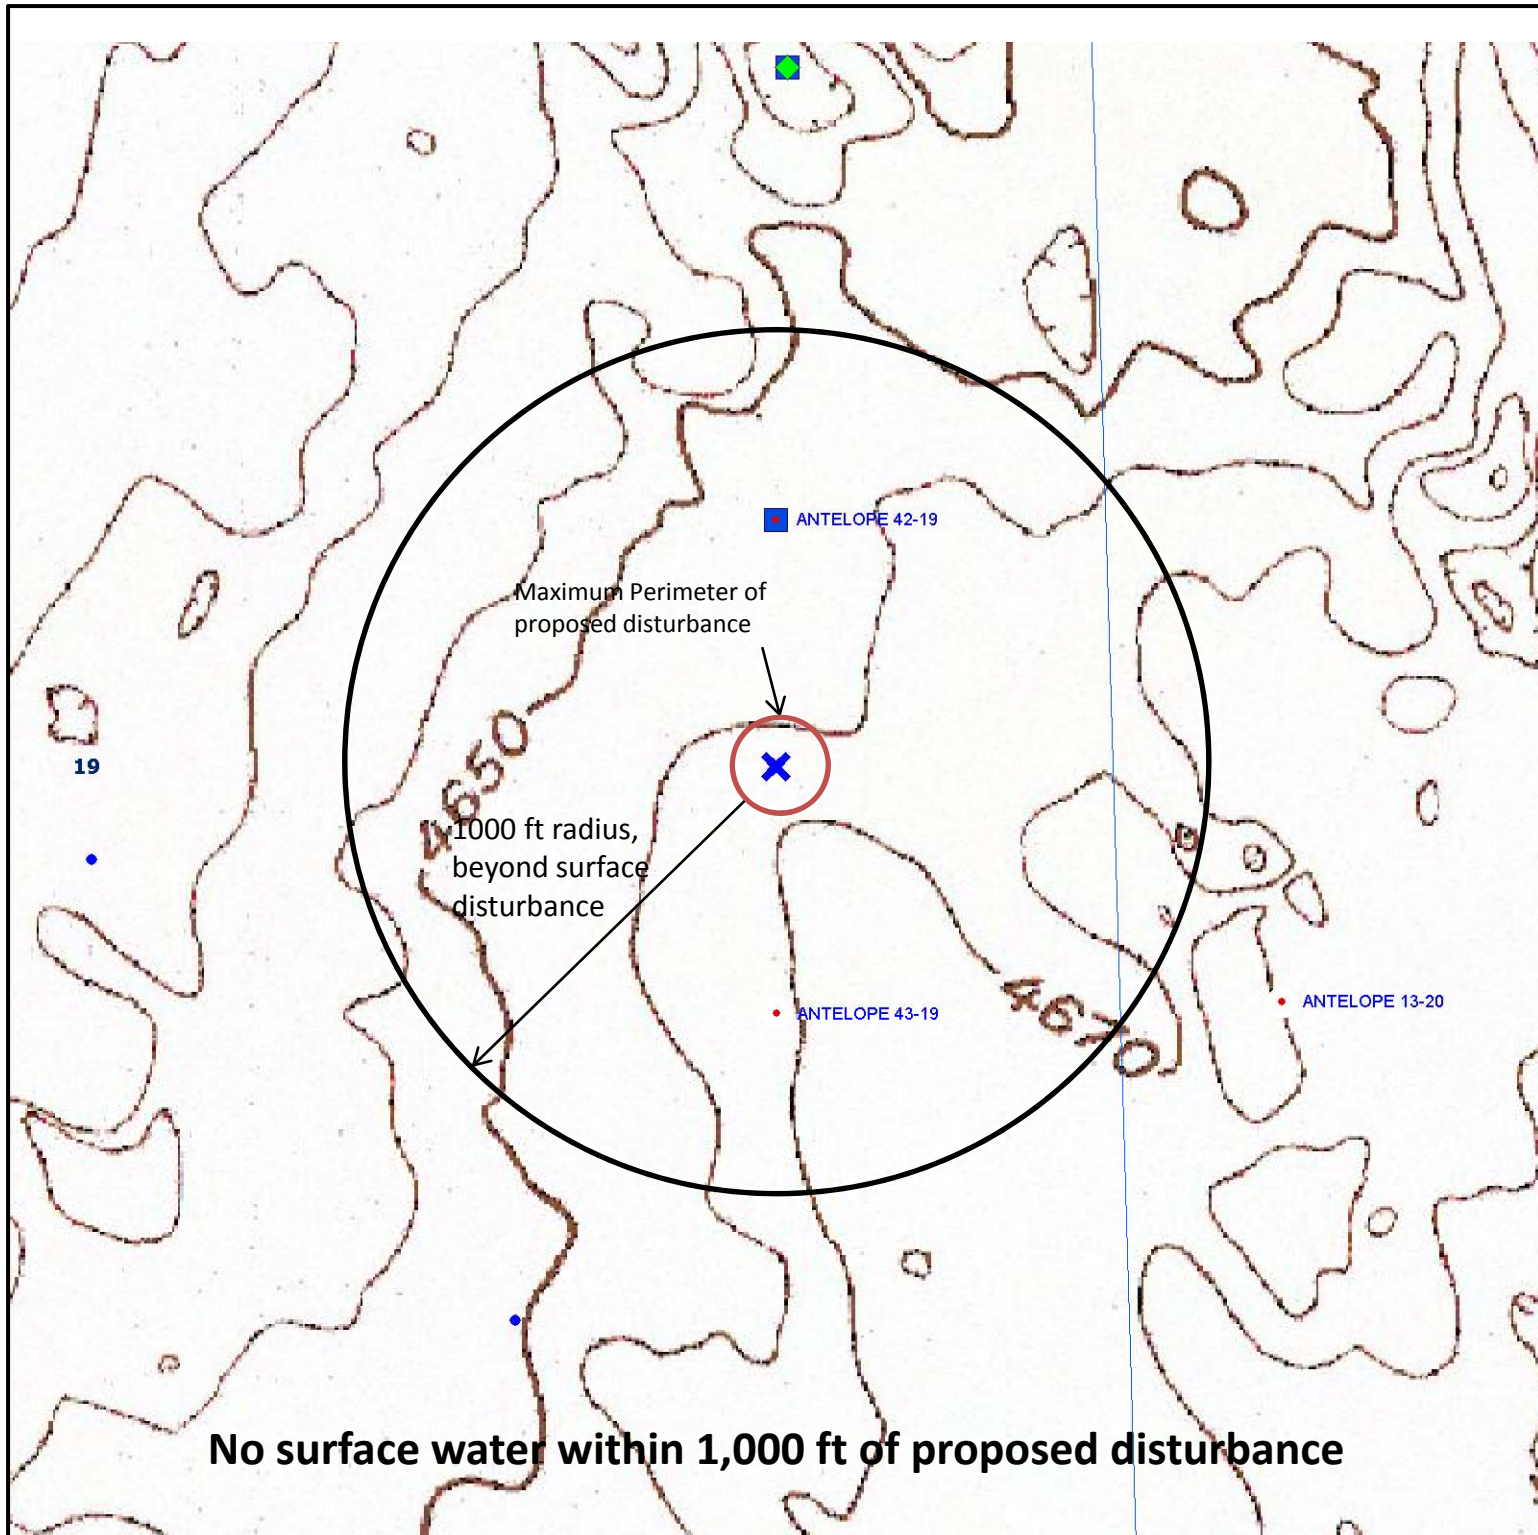 ANTELOPE 42-19
Maximum Perimeter of
proposed disturbance
4650
19
1000 ft radius,
beyond surface
disturbance
4670
ANTELOPE 43-19
ANTELOPE 13-20
No surface water within 1,000 ft of proposed disturbance